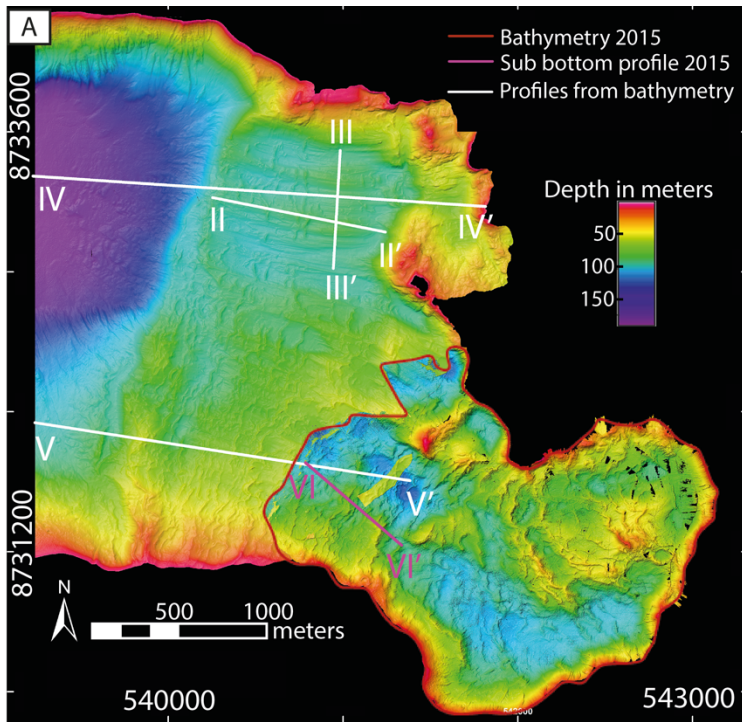 A
Bathymetry 2015
Sub bottom profile 2015
Profiles from bathymetry
8733600
III
IV
II
IV'
II'
III'
Depth in meters
50
100
150
V
VI
V'
VI'
8731200
N
500 1000
meters
540000
543000